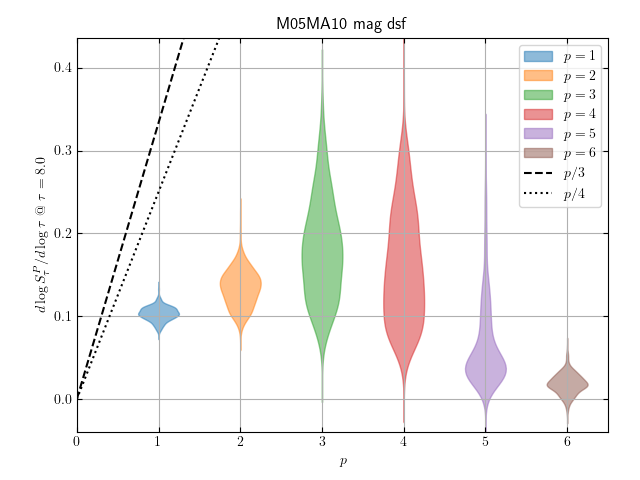 M05MA10 mag dsf
d log S_τ^P / d log τ @ τ = 8.0
0.4
0.3
0.2
0.1
0.0
0 1 2 3 4 5 6
p
p = 1
p = 2
p = 3
p = 4
p = 5
p = 6
p/3
p/4